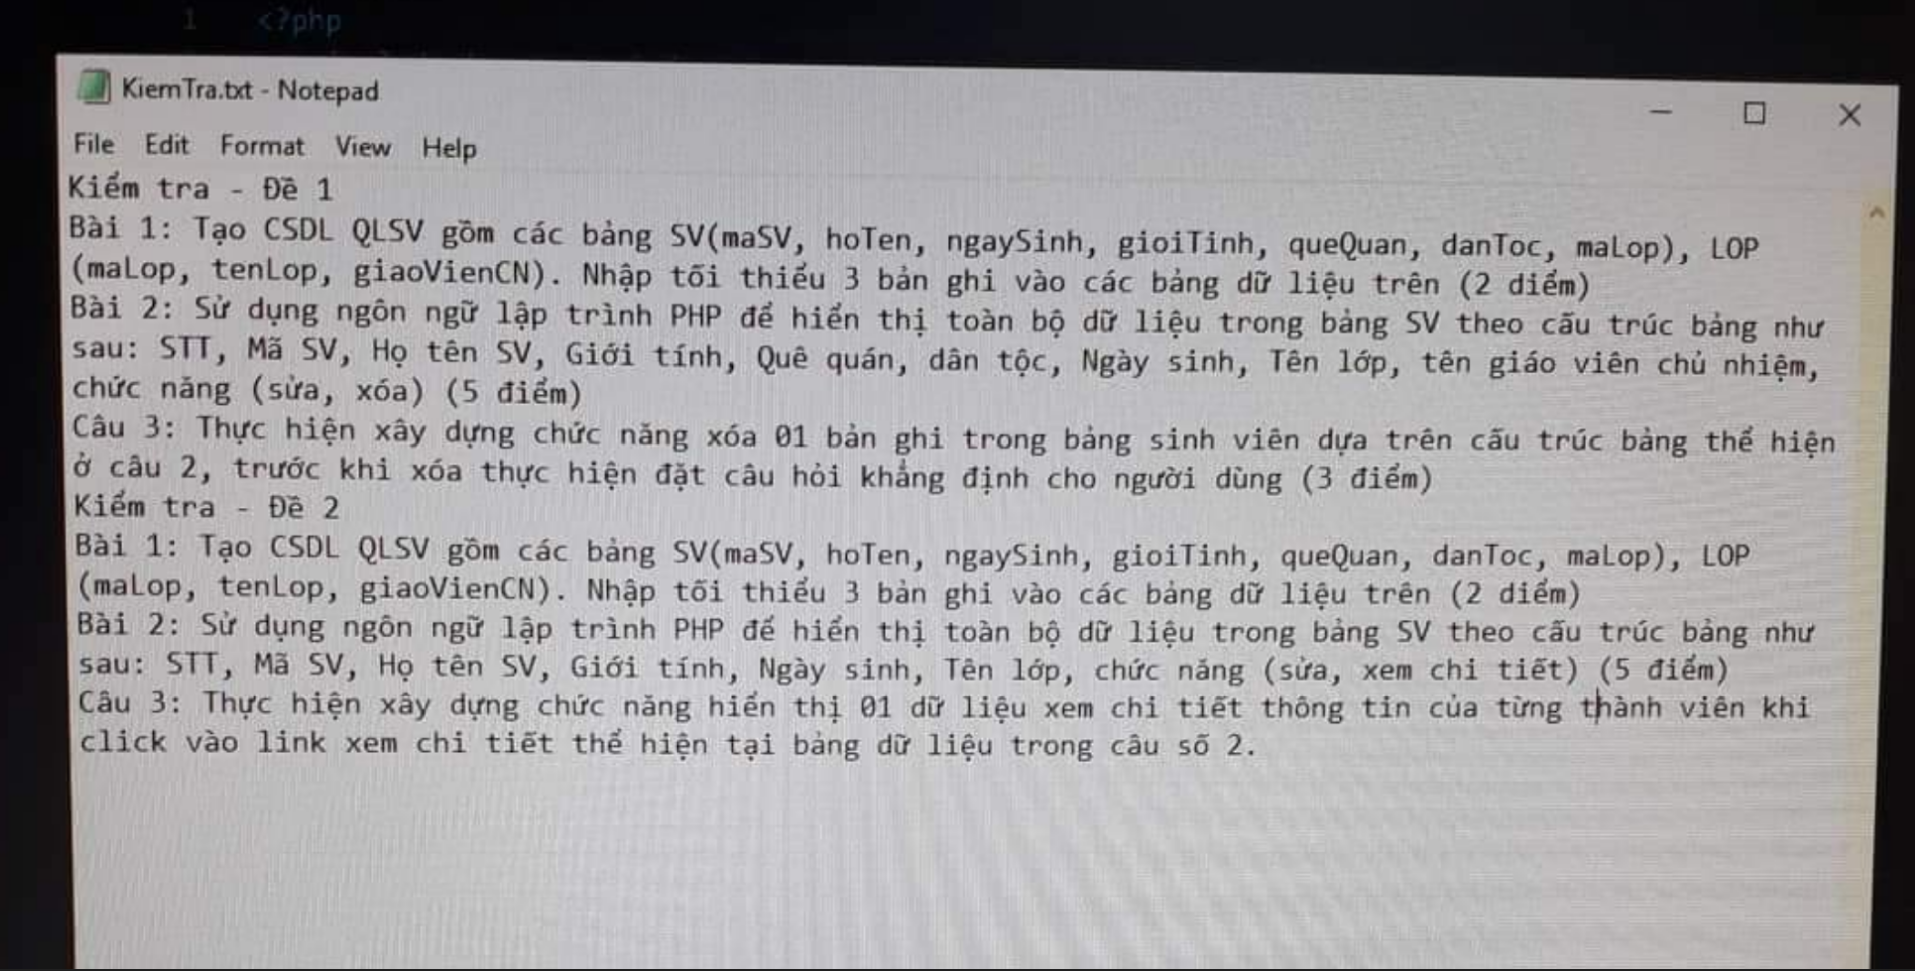 1 <?php
KiemTra.txt - Notepad
File Edit Format View Help
Kiểm tra - Đề 1
Bài 1: Tạo CSDL QLSV gồm các bảng SV(maSV, hoTen, ngaySinh, gioiTinh, queQuan, danToc, maLop), LOP
(maLop, tenLop, giaoVienCN). Nhập tối thiểu 3 bản ghi vào các bảng dữ liệu trên (2 diểm)
Bài 2: Sử dụng ngôn ngữ lập trình PHP để hiển thị toàn bộ dữ liệu trong bảng SV theo cấu trúc bảng như
sau: STT, Mã SV, Họ tên SV, Giới tính, Quê quán, dân tộc, Ngày sinh, Tên lớp, tên giáo viên chủ nhiệm,
chức năng (sửa, xóa) (5 điểm)
Câu 3: Thực hiện xây dựng chức năng xóa 01 bản ghi trong bảng sinh viên dựa trên cấu trúc bảng thể hiện
ở câu 2, trước khi xóa thực hiện đặt câu hỏi khẳng định cho người dùng (3 điểm)
Kiểm tra - Đề 2
Bài 1: Tạo CSDL QLSV gồm các bảng SV(maSV, hoTen, ngaySinh, gioiTinh, queQuan, danToc, maLop), LOP
(maLop, tenLop, giaoVienCN). Nhập tối thiểu 3 bản ghi vào các bảng dữ liệu trên (2 diểm)
Bài 2: Sử dụng ngôn ngữ lập trình PHP để hiển thị toàn bộ dữ liệu trong bảng SV theo cấu trúc bảng như
sau: STT, Mã SV, Họ tên SV, Giới tính, Ngày sinh, Tên lớp, chức năng (sửa, xem chi tiết) (5 điểm)
Câu 3: Thực hiện xây dựng chức năng hiển thị 01 dữ liệu xem chi tiết thông tin của từng thành viên khi
click vào link xem chi tiết thể hiện tại bảng dữ liệu trong câu số 2.